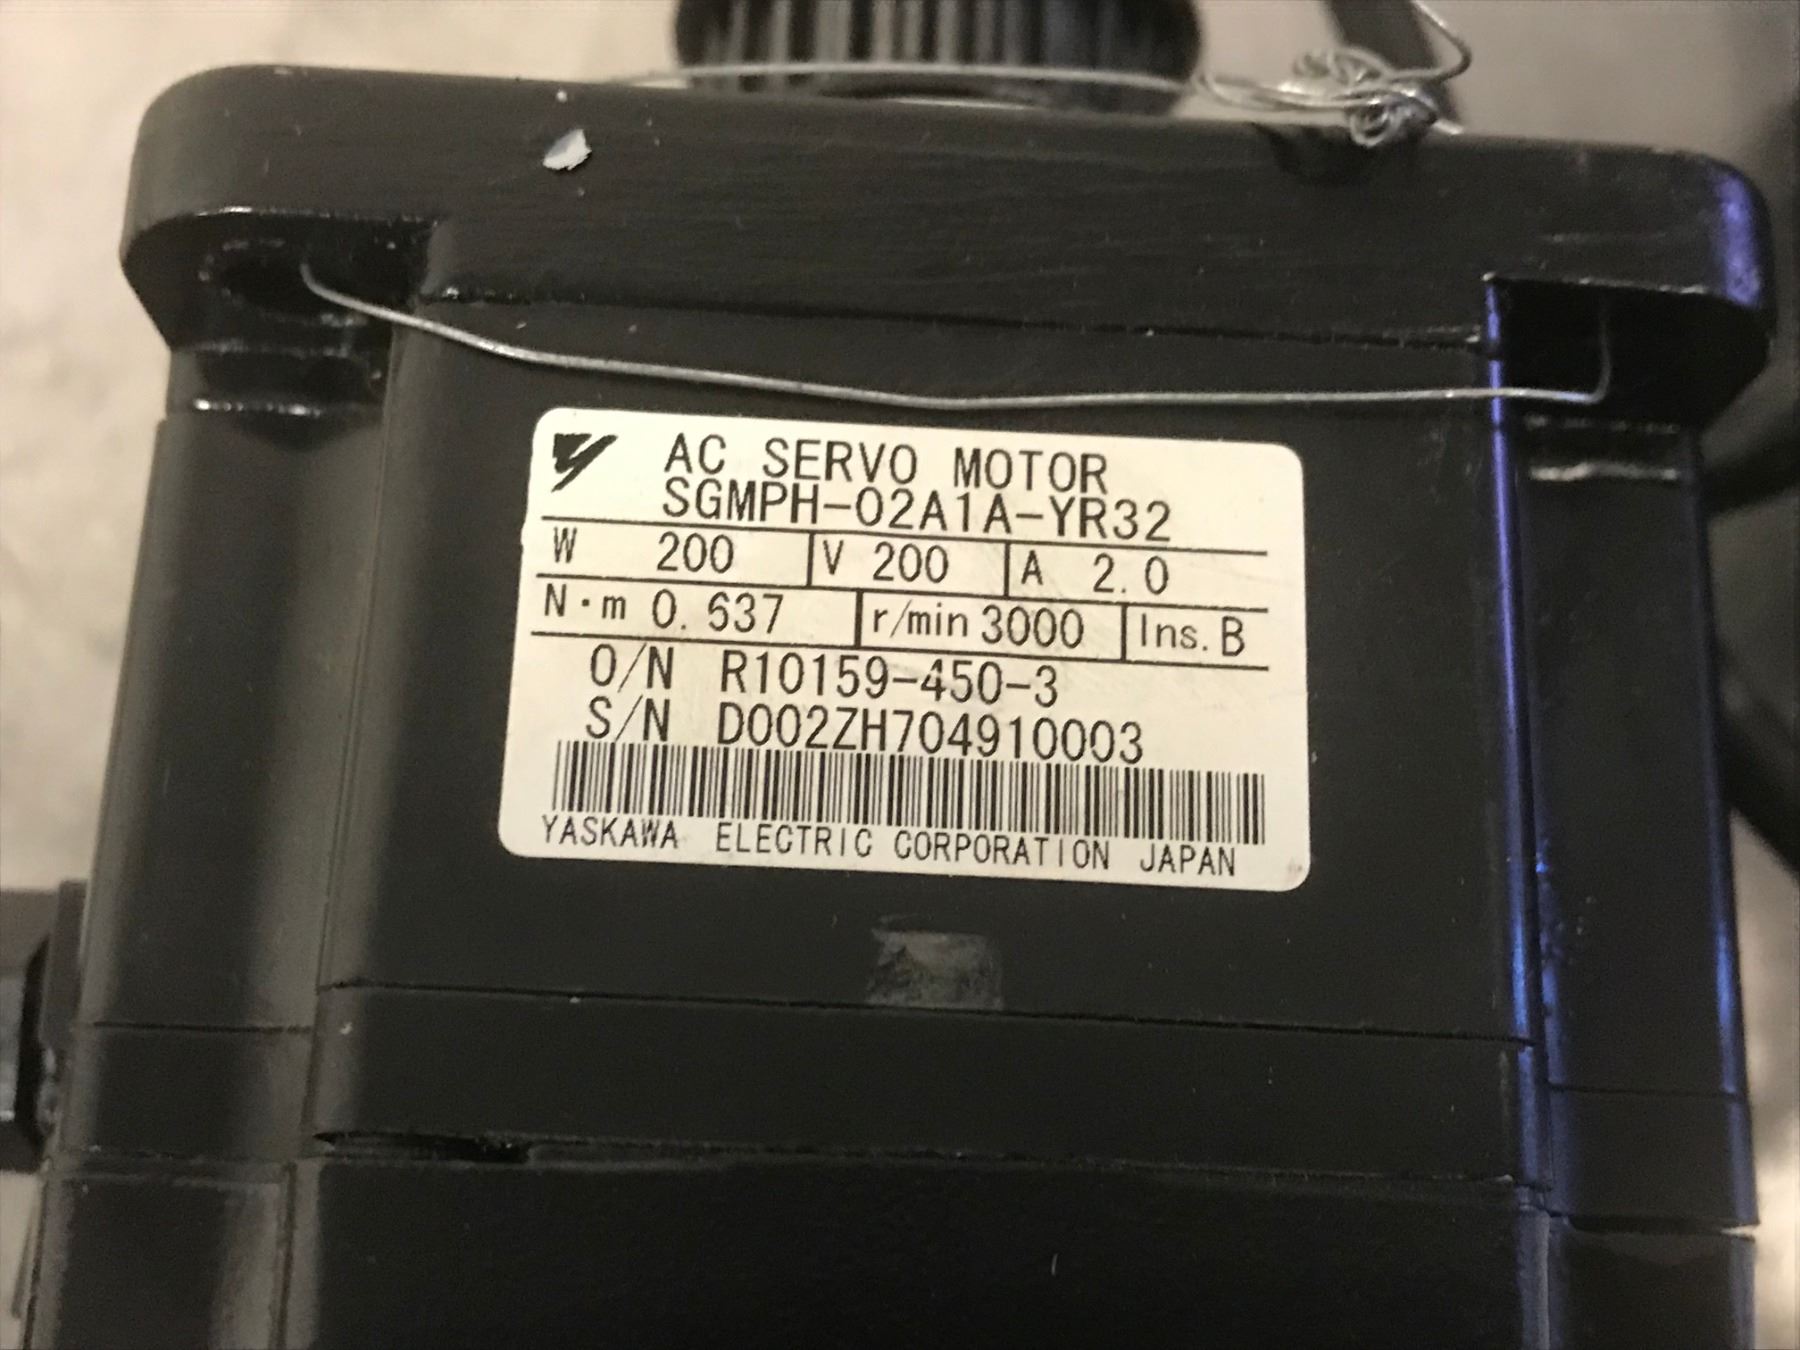 AC SERVO MOTOR
SGMPH-02A1A-YR32
W 200 V 200 A 2.0
N·m 0.637 r/min 3000 Ins. B
O/N R10159-450-3
S/N D002ZH704910003
YASKAWA ELECTRIC CORPORATION JAPAN